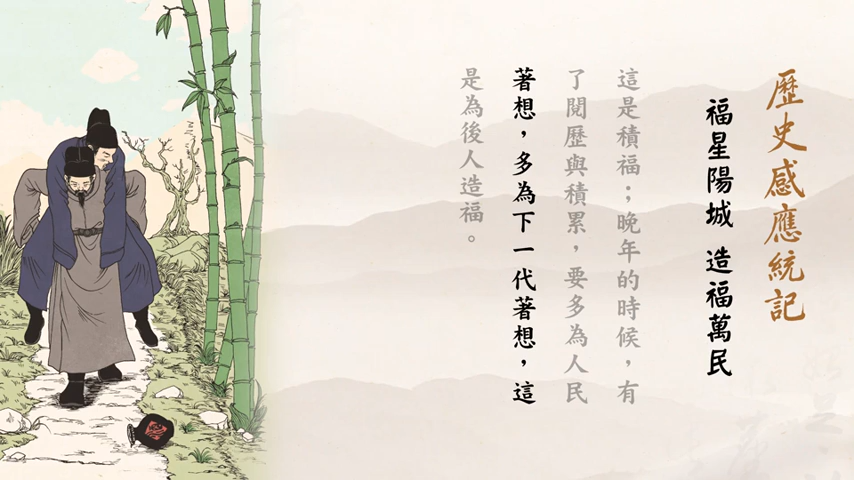 歷史感應統記
福星陽城 造福萬民
這是積福；晚年的時候，有
了閱歷與積累，要多為人民
著想，多為下一代著想，這
是為後人造福。